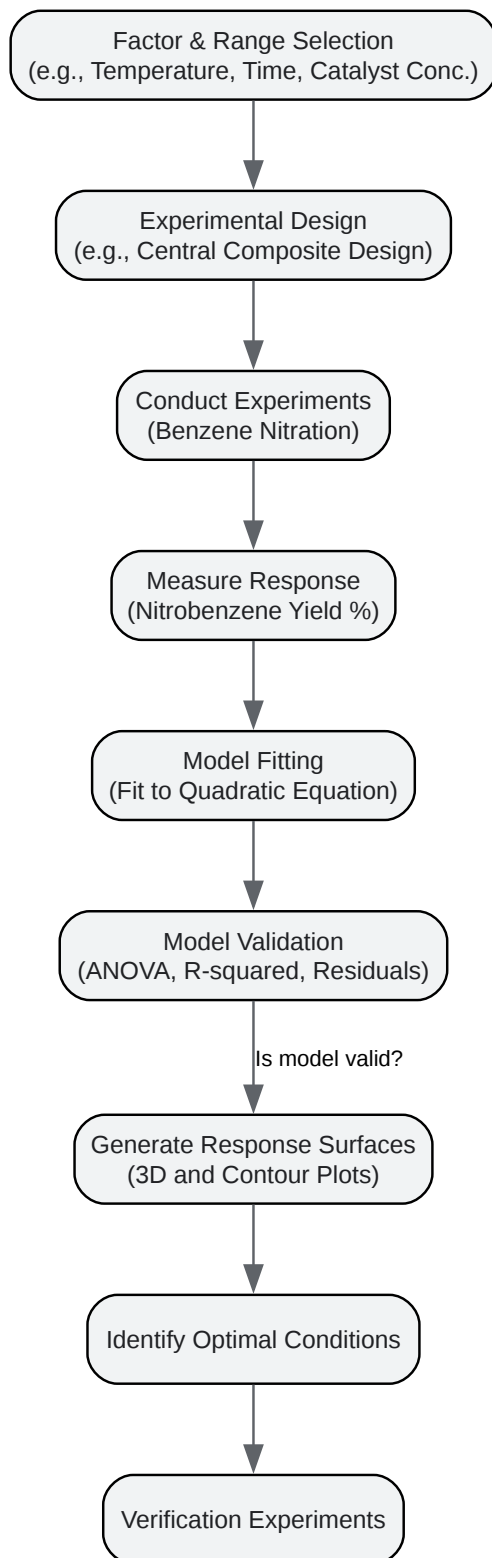 Factor & Range Selection
(e.g., Temperature, Time, Catalyst Conc.)
Experimental Design
(e.g., Central Composite Design)
Conduct Experiments
(Benzene Nitration)
Measure Response
(Nitrobenzene Yield %)
Model Fitting
(Fit to Quadratic Equation)
Model Validation
(ANOVA, R-squared, Residuals)
Is model valid?
Generate Response Surfaces
(3D and Contour Plots)
Identify Optimal Conditions
Verification Experiments